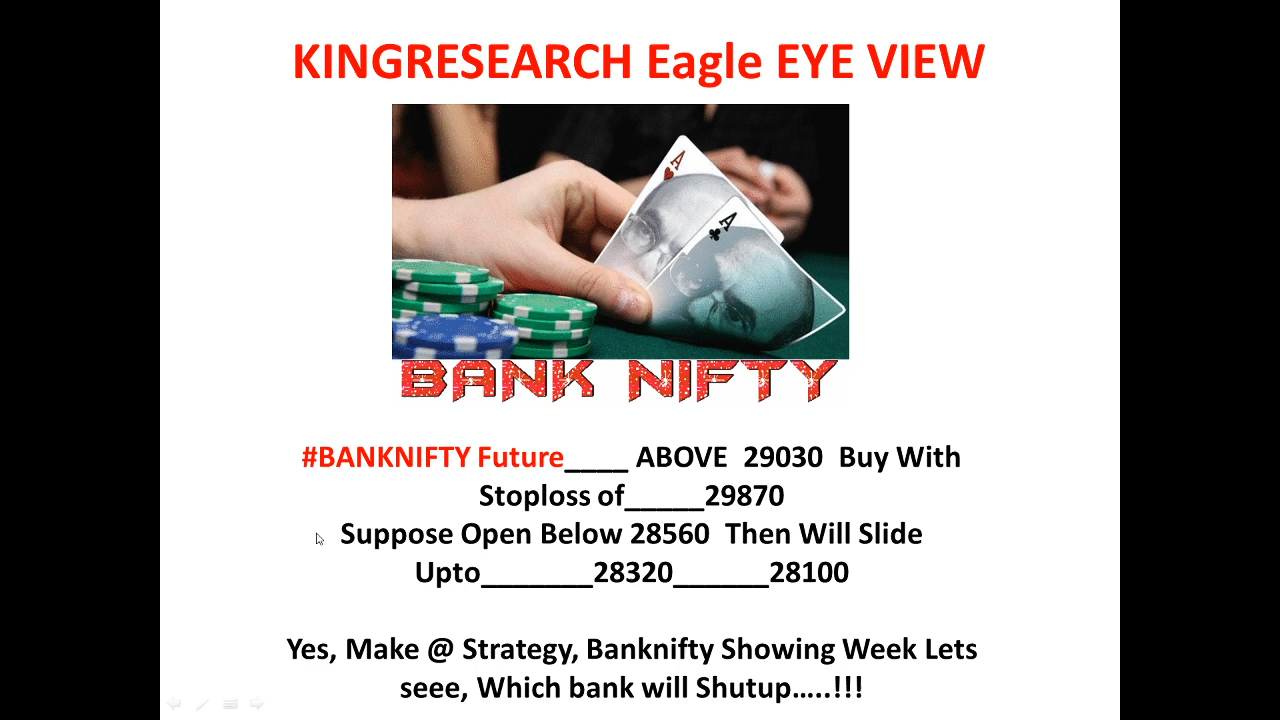 KINGRESEARCH Eagle EYE VIEW
A
A
BANK NIFTY
#BANKNIFTY Future____ ABOVE 29030 Buy With
Stoploss of_____29870
Suppose Open Below 28560 Then Will Slide
Upto_______28320______28100
Yes, Make @ Strategy, Banknifty Showing Week Lets
seee, Which bank will Shutup…..!!!